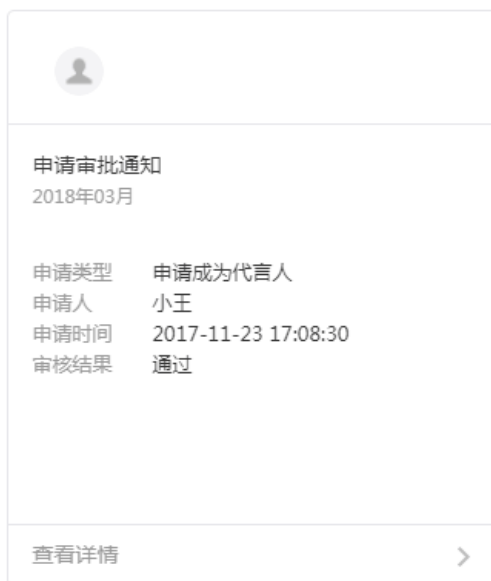 申请审批通知
2018年03月
申请类型 申请成为代言人
申请人 小王
申请时间 2017-11-23 17:08:30
审核结果 通过
查看详情